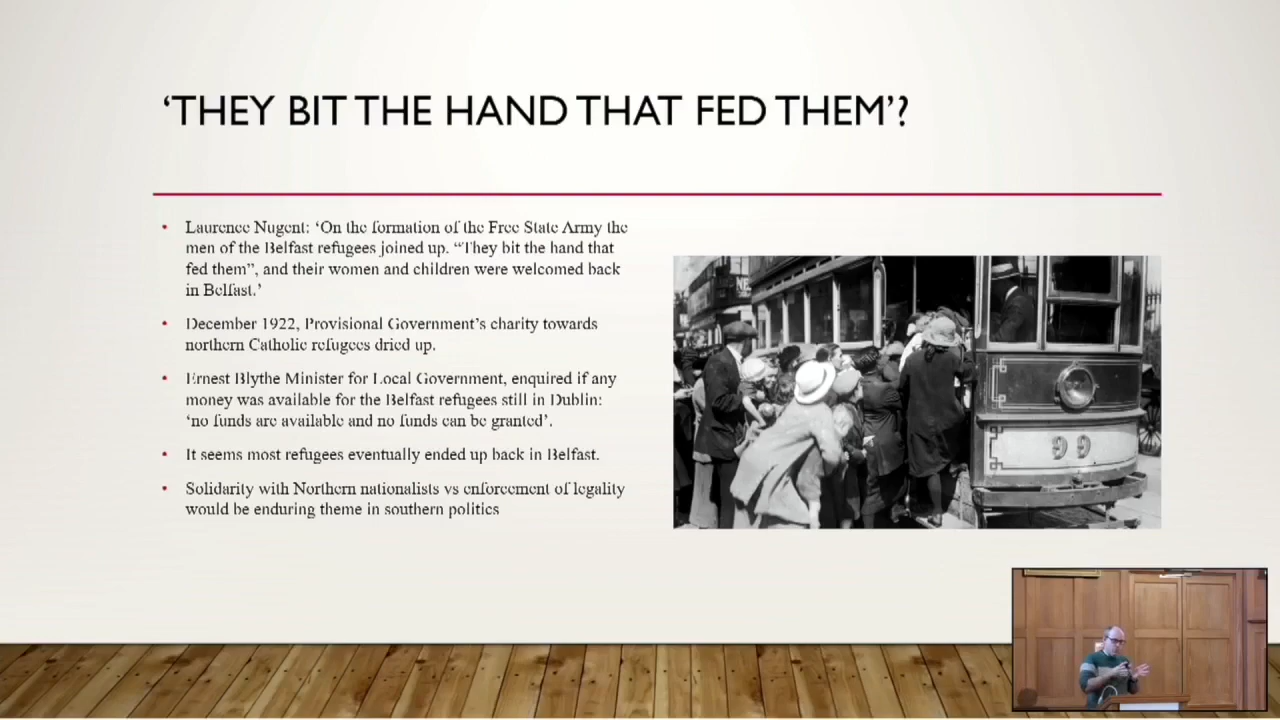 ‘THEY BIT THE HAND THAT FED THEM’?
• Laurence Nugent: ‘On the formation of the Free State Army the
men of the Belfast refugees joined up. “They bit the hand that
fed them”, and their women and children were welcomed back
in Belfast.’
• December 1922, Provisional Government’s charity towards
northern Catholic refugees dried up.
• Ernest Blythe Minister for Local Government, enquired if any
money was available for the Belfast refugees still in Dublin:
‘no funds are available and no funds can be granted’.
• It seems most refugees eventually ended up back in Belfast.
• Solidarity with Northern nationalists vs enforcement of legality
would be enduring theme in southern politics
NE
99